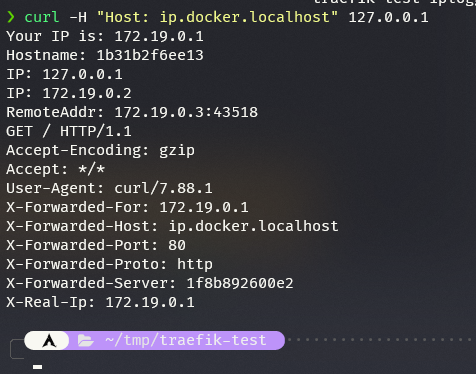 ❯ curl -H "Host: ip.docker.localhost" 127.0.0.1
Your IP is: 172.19.0.1
Hostname: 1b31b2f6ee13
IP: 127.0.0.1
IP: 172.19.0.2
RemoteAddr: 172.19.0.3:43518
GET / HTTP/1.1
Accept-Encoding: gzip
Accept: */*
User-Agent: curl/7.88.1
X-Forwarded-For: 172.19.0.1
X-Forwarded-Host: ip.docker.localhost
X-Forwarded-Port: 80
X-Forwarded-Proto: http
X-Forwarded-Server: 1f8b892600e2
X-Real-Ip: 172.19.0.1
~/tmp/traefik-test